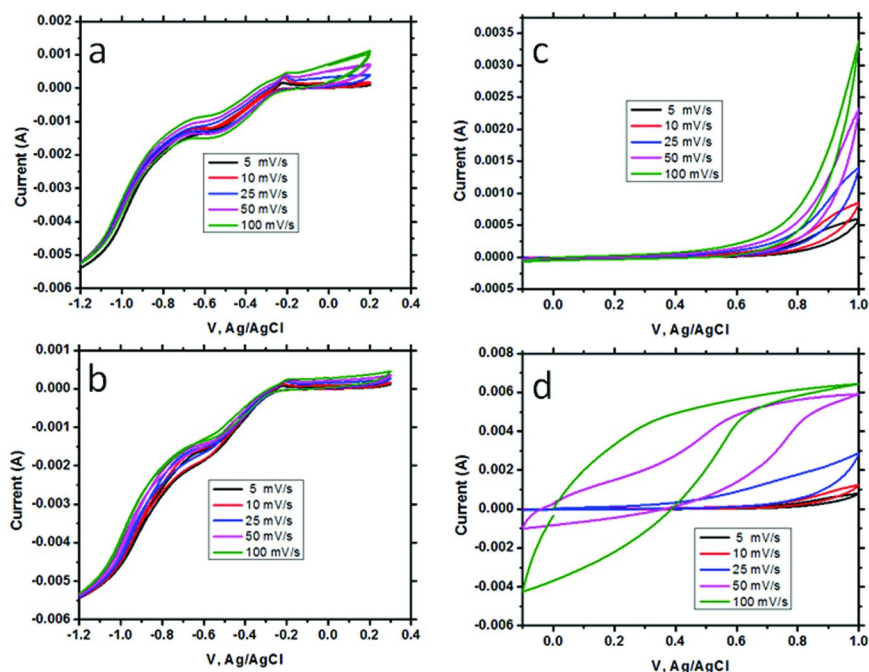 a
0.002
0.001
0.000
-0.001
-0.002
-0.003
-0.004
-0.005
-0.006
Current (A)
5 mV/s
10 mV/s
25 mV/s
50 mV/s
100 mV/s
-1.2 -1.0 -0.8 -0.6 -0.4 -0.2 0.0 0.2 0.4
V, Ag/AgCl
c
0.0035
0.0030
0.0025
0.0020
0.0015
0.0010
0.0005
0.0000
-0.0005
Current (A)
5 mV/s
10 mV/s
25 mV/s
50 mV/s
100 mV/s
0.0 0.2 0.4 0.6 0.8 1.0
V, Ag/AgCl
b
0.001
0.000
-0.001
-0.002
-0.003
-0.004
-0.005
-0.006
Current (A)
5 mV/s
10 mV/s
25 mV/s
50 mV/s
100 mV/s
-1.2 -1.0 -0.8 -0.6 -0.4 -0.2 0.0 0.2 0.4
V, Ag/AgCl
d
0.008
0.006
0.004
0.002
0.000
-0.002
-0.004
-0.006
Current (A)
5 mV/s
10 mV/s
25 mV/s
50 mV/s
100 mV/s
0.0 0.2 0.4 0.6 0.8 1.0
V, Ag/AgCl